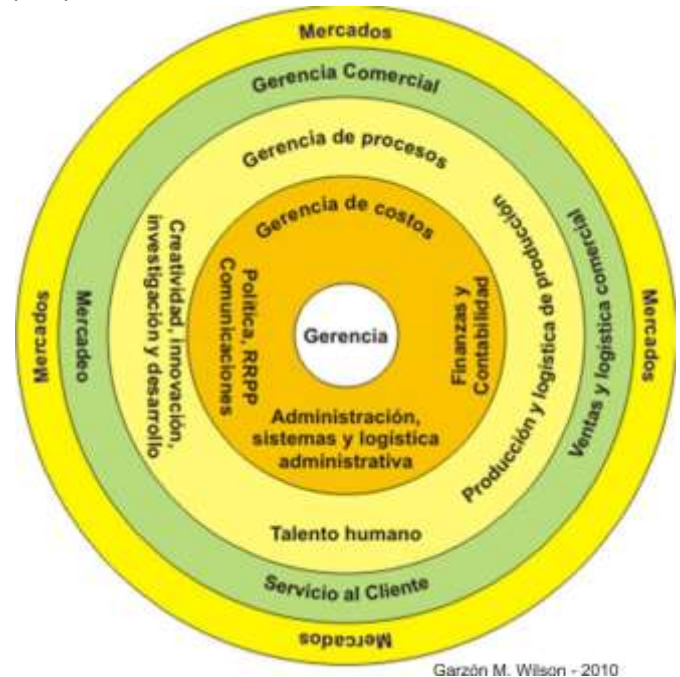 Mercados
Gerencia Comercial
Gerencia de procesos
Gerencia de costos
Mercados
Mercadeo
Creatividad, innovación,
investigación y desarrollo
Política, RRPP
Comunicaciones
Gerencia
Finanzas y
Contabilidad
Producción y logística de producción
Ventas y logística comercial
Mercados
Administración,
sistemas y logística
administrativa
Talento humano
Servicio al Cliente
Mercados
Garzón M. Wilson - 2010